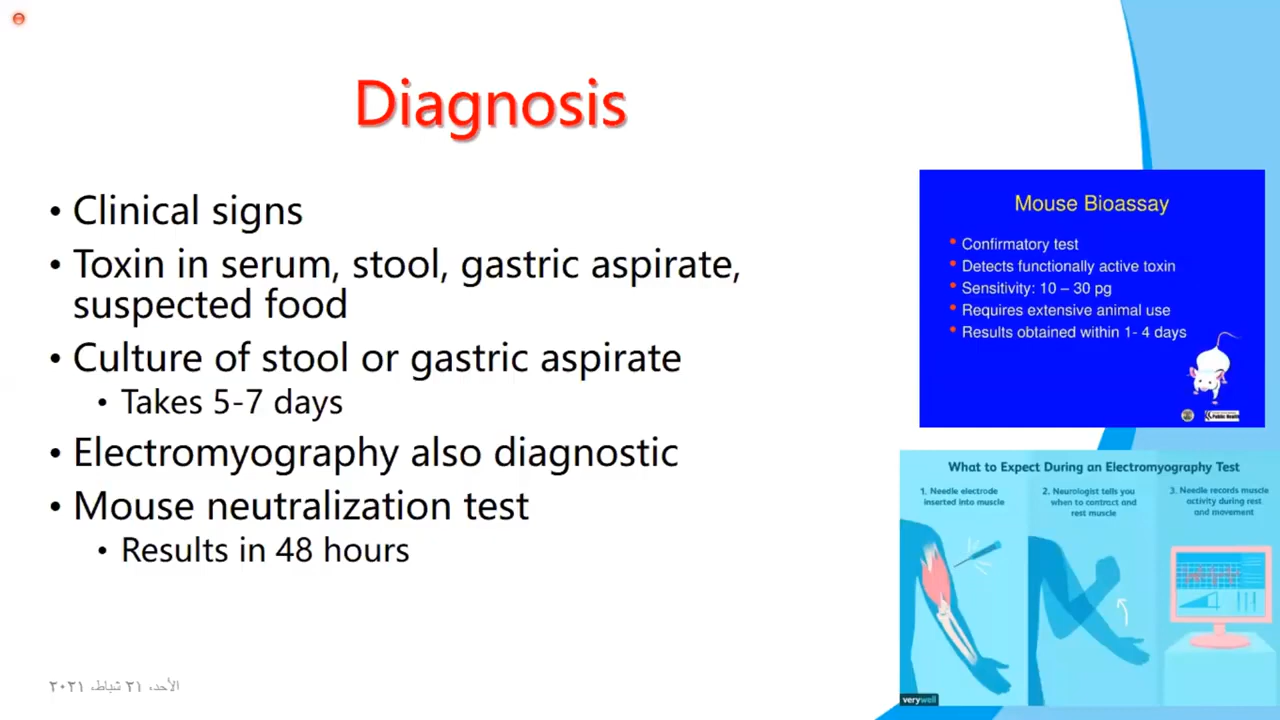 Diagnosis
• Clinical signs
• Toxin in serum, stool, gastric aspirate,
suspected food
• Culture of stool or gastric aspirate
• Takes 5-7 days
• Electromyography also diagnostic
• Mouse neutralization test
• Results in 48 hours
الأحد، ٢١ شباط، ٢٠٢١
Mouse Bioassay
• Confirmatory test
• Detects functionally active toxin
• Sensitivity: 10 – 30 pg
• Requires extensive animal use
• Results obtained within 1- 4 days
Public Health
What to Expect During an Electromyography Test
1. Needle electrode
inserted into muscle
2. Neurologist tells you
when to contract and
rest muscle
3. Needle records muscle
activity during rest
and movement
verywell